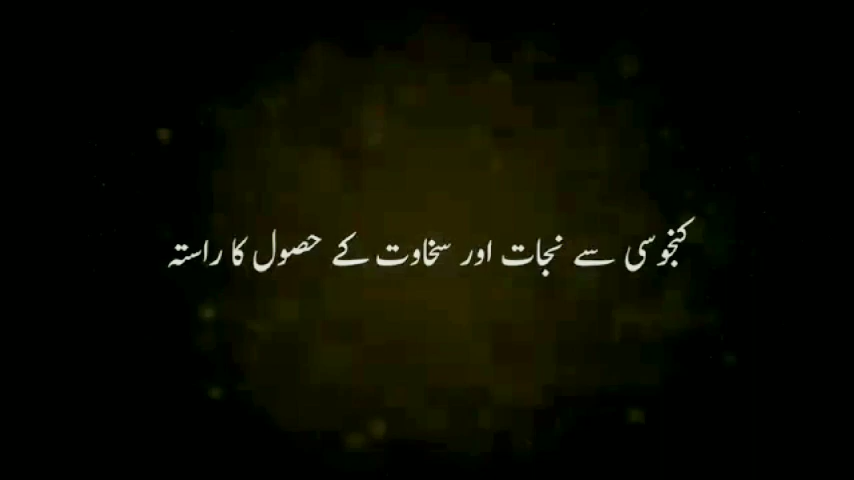 کنجوسی سے نجات اور سخاوت کے حصول کا راستہ